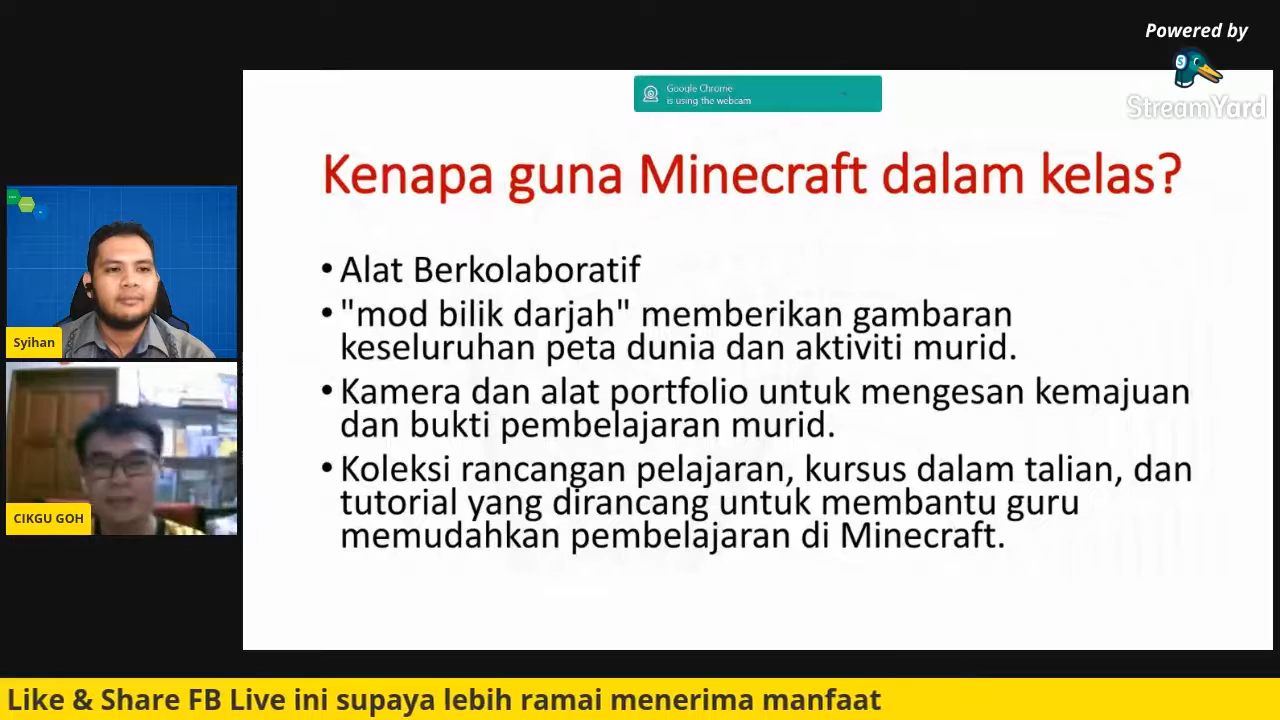 Powered by
StreamYard
Google Chrome
is using the webcam
Kenapa guna Minecraft dalam kelas?
• Alat Berkolaboratif
• "mod bilik darjah" memberikan gambaran
keseluruhan peta dunia dan aktiviti murid.
• Kamera dan alat portfolio untuk mengesan kemajuan
dan bukti pembelajaran murid.
• Koleksi rancangan pelajaran, kursus dalam talian, dan
tutorial yang dirancang untuk membantu guru
memudahkan pembelajaran di Minecraft.
Syihan
CIKGU GOH
Like & Share FB Live ini supaya lebih ramai menerima manfaat